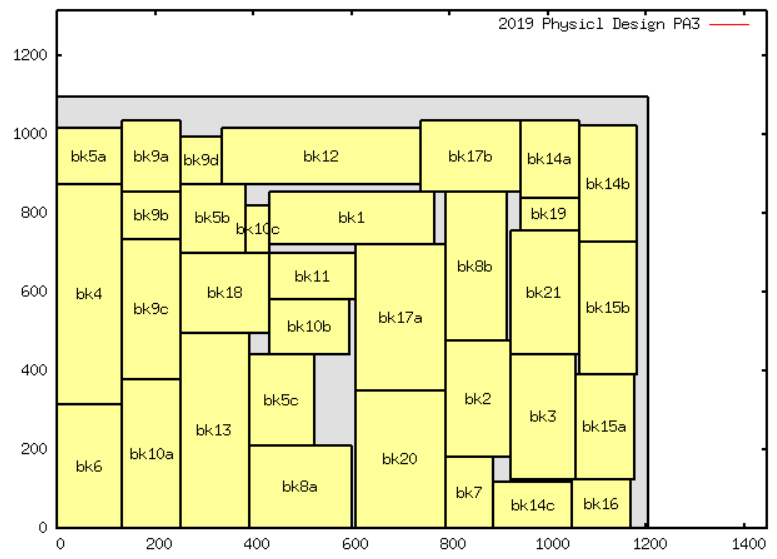 2019 Physicl Design PA3
1200
1000
bk5a
bk9a
bk9d
bk12
bk17b
bk14a
bk14b
800
bk9b
bk5b
bk10c
bk1
bk19
bk8b
600
bk4
bk9c
bk18
bk11
bk17a
bk21
bk15b
bk10b
400
bk5c
bk2
bk3
bk13
bk15a
200
bk6
bk10a
bk8a
bk20
bk7
bk14c
bk16
0
0 200 400 600 800 1000 1200 1400